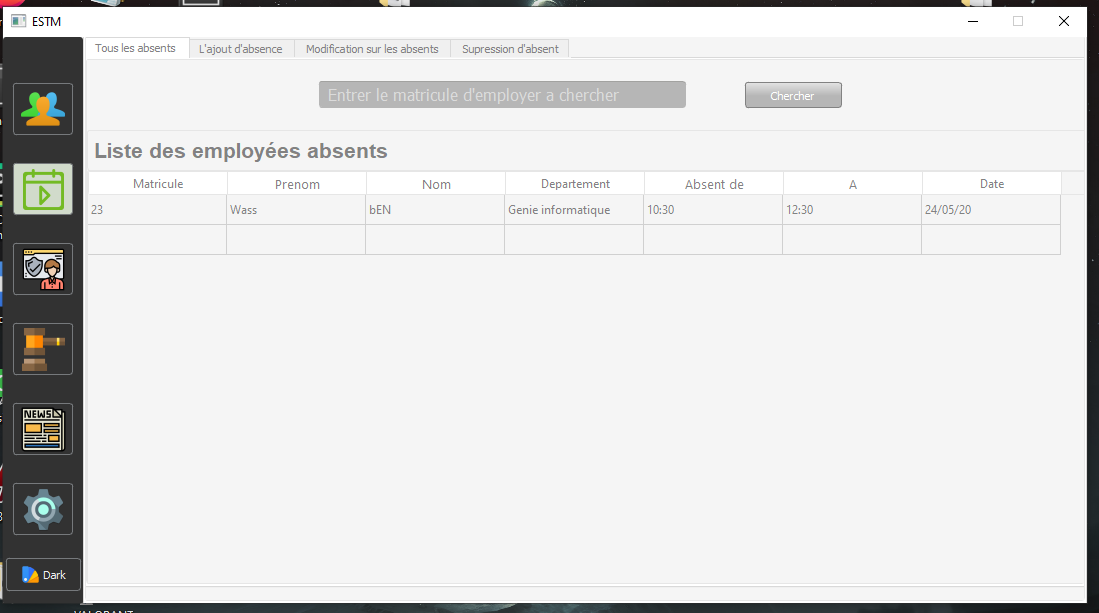 ESTM
Tous les absents L'ajout d'absence Modification sur les absents Supression d'absent
Entrer le matricule d'employer a chercher Chercher
Liste des employées absents
Matricule Prenom Nom Departement Absent de A Date
23 Wass bEN Genie informatique 10:30 12:30 24/05/20
NEWS
Dark
VALORANT